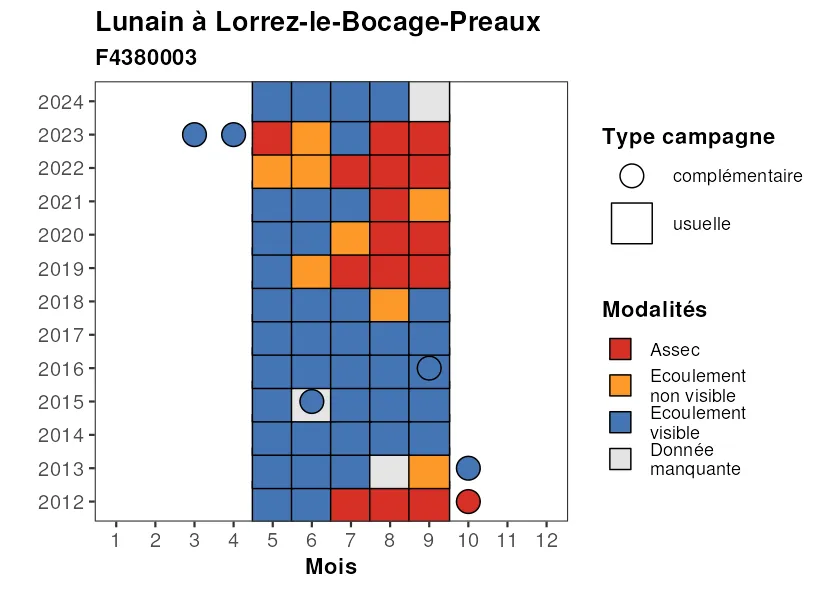 Lunain à Lorrez-le-Bocage-Preaux
F4380003
2024
2023
2022
2021
2020
2019
2018
2017
2016
2015
2014
2013
2012
1 2 3 4 5 6 7 8 9 10 11 12
Mois
Type campagne
complémentaire
usuelle
Modalités
Assec
Ecoulement
non visible
Ecoulement
visible
Donnée
manquante